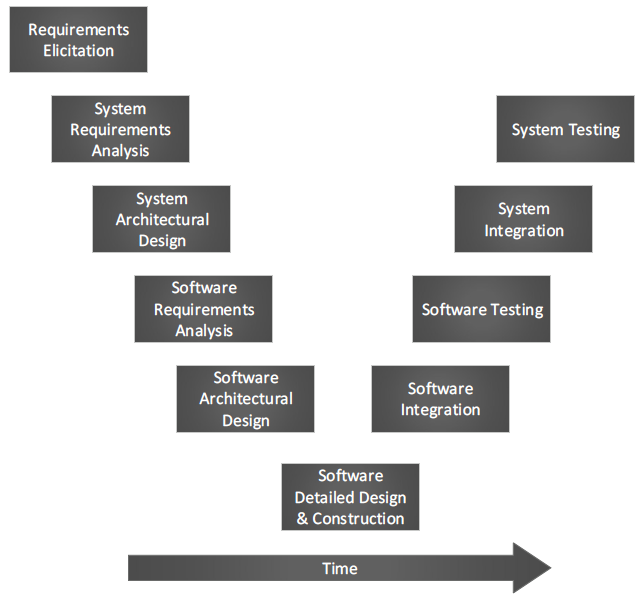 Requirements
Elicitation
System
Requirements
Analysis
System Testing
System
Architectural
Design
System
Integration
Software
Requirements
Analysis
Software Testing
Software
Architectural
Design
Software
Integration
Software
Detailed Design
& Construction
Time